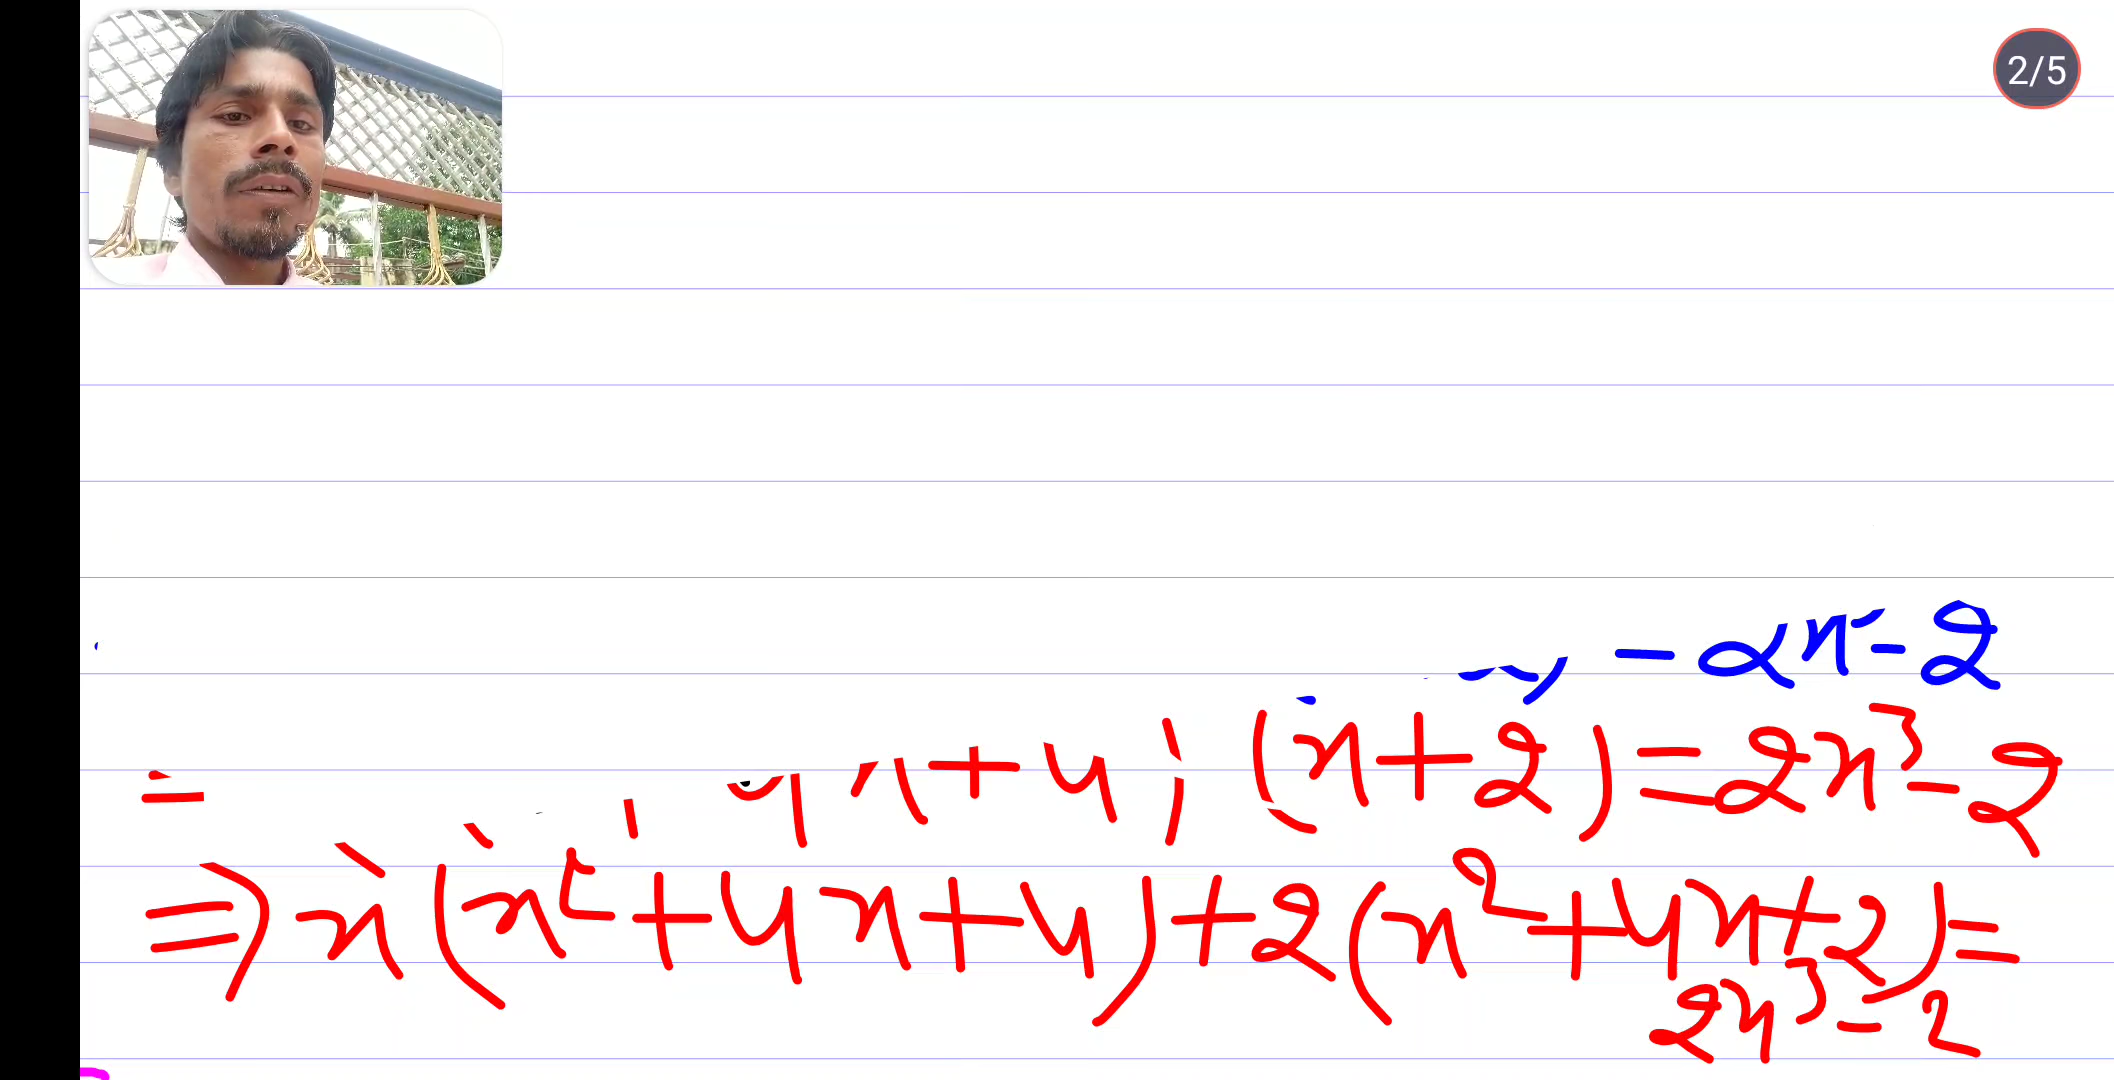 2/5
- 2x - 2
= 4x + 4) (x + 2) = 2x³ - 2
⇒ x (x² + 4x + 4) + 2 (x² + 4x + 2) =
2x³ - 2